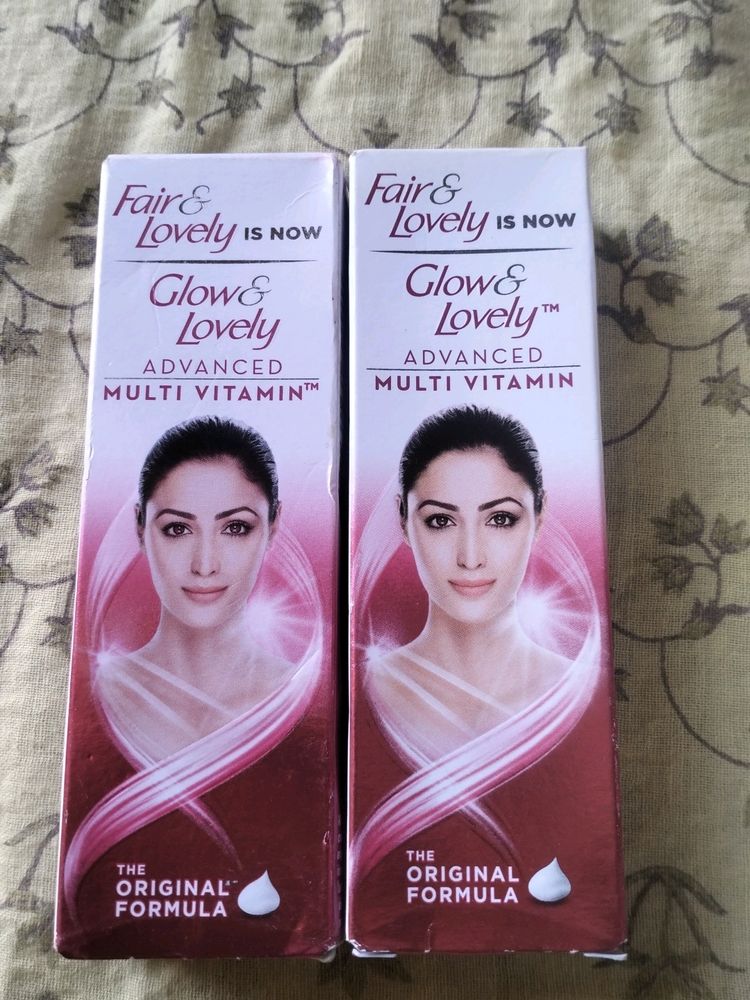 Fair &
Lovely IS NOW
Glow &
Lovely
ADVANCED
MULTI VITAMIN™
THE
ORIGINAL
FORMULA
Fair &
Lovely IS NOW
Glow &
Lovely™
ADVANCED
MULTI VITAMIN
THE
ORIGINAL
FORMULA